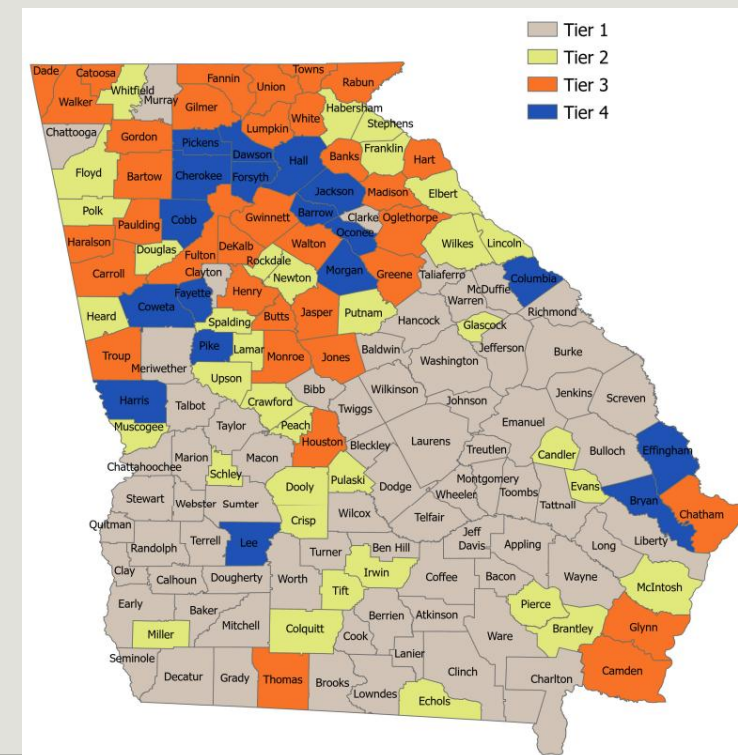 Tier 1
Tier 2
Tier 3
Tier 4
Dade
Catoosa
Whitfield
Murray
Fannin
Towns
Union
Rabun
Walker
Gilmer
White
Habersham
Stephens
Chattooga
Gordon
Pickens
Lumpkin
Dawson
Hall
Banks
Franklin
Hart
Floyd
Bartow
Cherokee
Forsyth
Jackson
Madison
Elbert
Polk
Paulding
Cobb
Gwinnett
Barrow
Clarke
Oglethorpe
Oconee
Haralson
Douglas
Fulton
DeKalb
Walton
Wilkes
Lincoln
Carroll
Clayton
Rockdale
Newton
Morgan
Greene
Taliaferro
Columbia
McDuffie
Warren
Richmond
Heard
Coweta
Fayette
Henry
Spalding
Butts
Jasper
Putnam
Hancock
Glascock
Jefferson
Burke
Troup
Meriwether
Pike
Lamar
Monroe
Jones
Baldwin
Washington
Upson
Bibb
Wilkinson
Johnson
Jenkins
Screven
Harris
Talbot
Crawford
Twiggs
Emanuel
Muscogee
Taylor
Peach
Houston
Bleckley
Laurens
Treutlen
Candler
Bulloch
Effingham
Chattahoochee
Marion
Macon
Schley
Dooly
Pulaski
Dodge
Montgomery
Wheeler
Toombs
Tattnall
Evans
Bryan
Chatham
Stewart
Webster
Sumter
Crisp
Wilcox
Telfair
Quitman
Randolph
Terrell
Lee
Turner
Ben Hill
Jeff
Davis
Appling
Long
Liberty
Clay
Calhoun
Dougherty
Worth
Irwin
Coffee
Bacon
Wayne
McIntosh
Tift
Early
Baker
Mitchell
Berrien
Atkinson
Pierce
Brantley
Glynn
Miller
Colquitt
Cook
Ware
Lanier
Seminole
Decatur
Grady
Thomas
Brooks
Lowndes
Clinch
Echols
Charlton
Camden